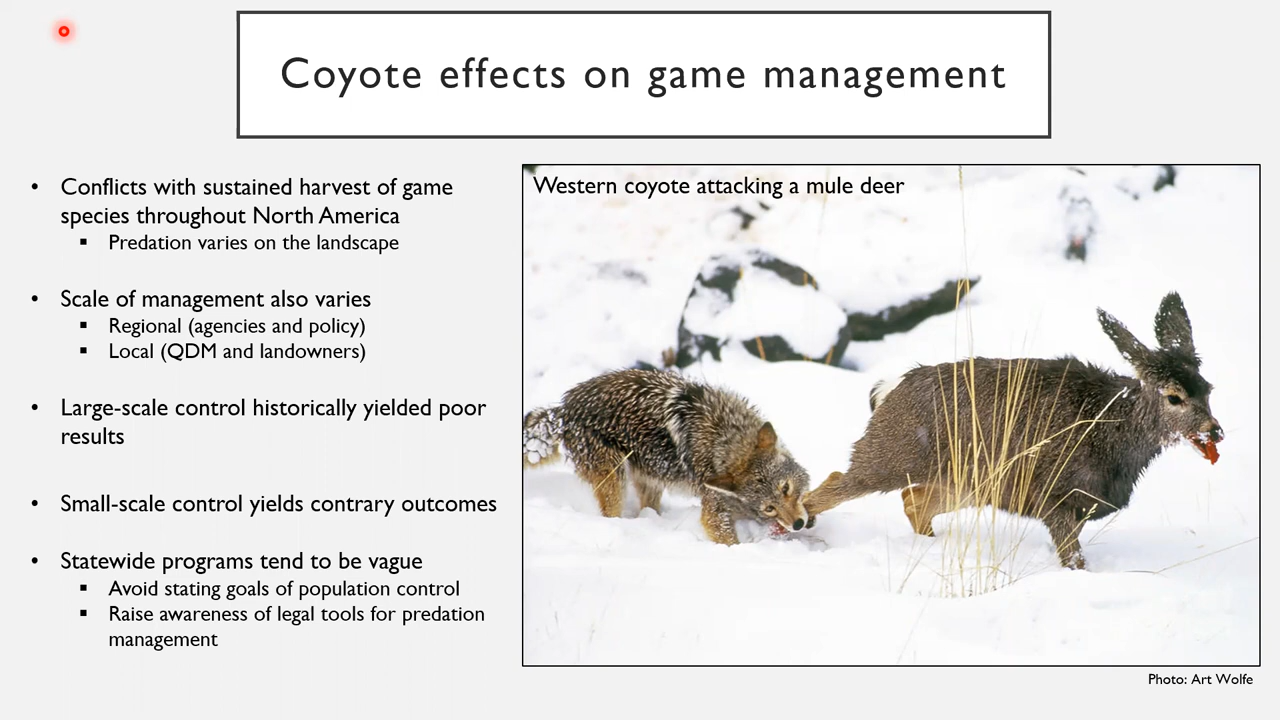 Coyote effects on game management
• Conflicts with sustained harvest of game
species throughout North America
▪ Predation varies on the landscape
• Scale of management also varies
▪ Regional (agencies and policy)
▪ Local (QDM and landowners)
• Large-scale control historically yielded poor
results
• Small-scale control yields contrary outcomes
• Statewide programs tend to be vague
▪ Avoid stating goals of population control
▪ Raise awareness of legal tools for predation
management
Western coyote attacking a mule deer
Photo: Art Wolfe